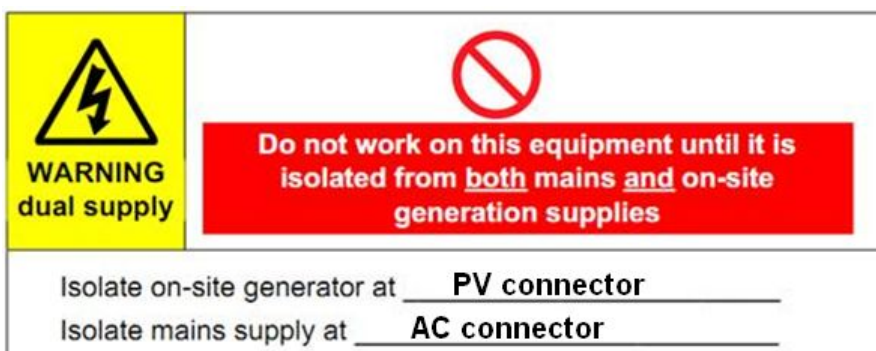 WARNING
dual supply
Do not work on this equipment until it is
isolated from both mains and on-site
generation supplies
Isolate on-site generator at PV connector
Isolate mains supply at AC connector